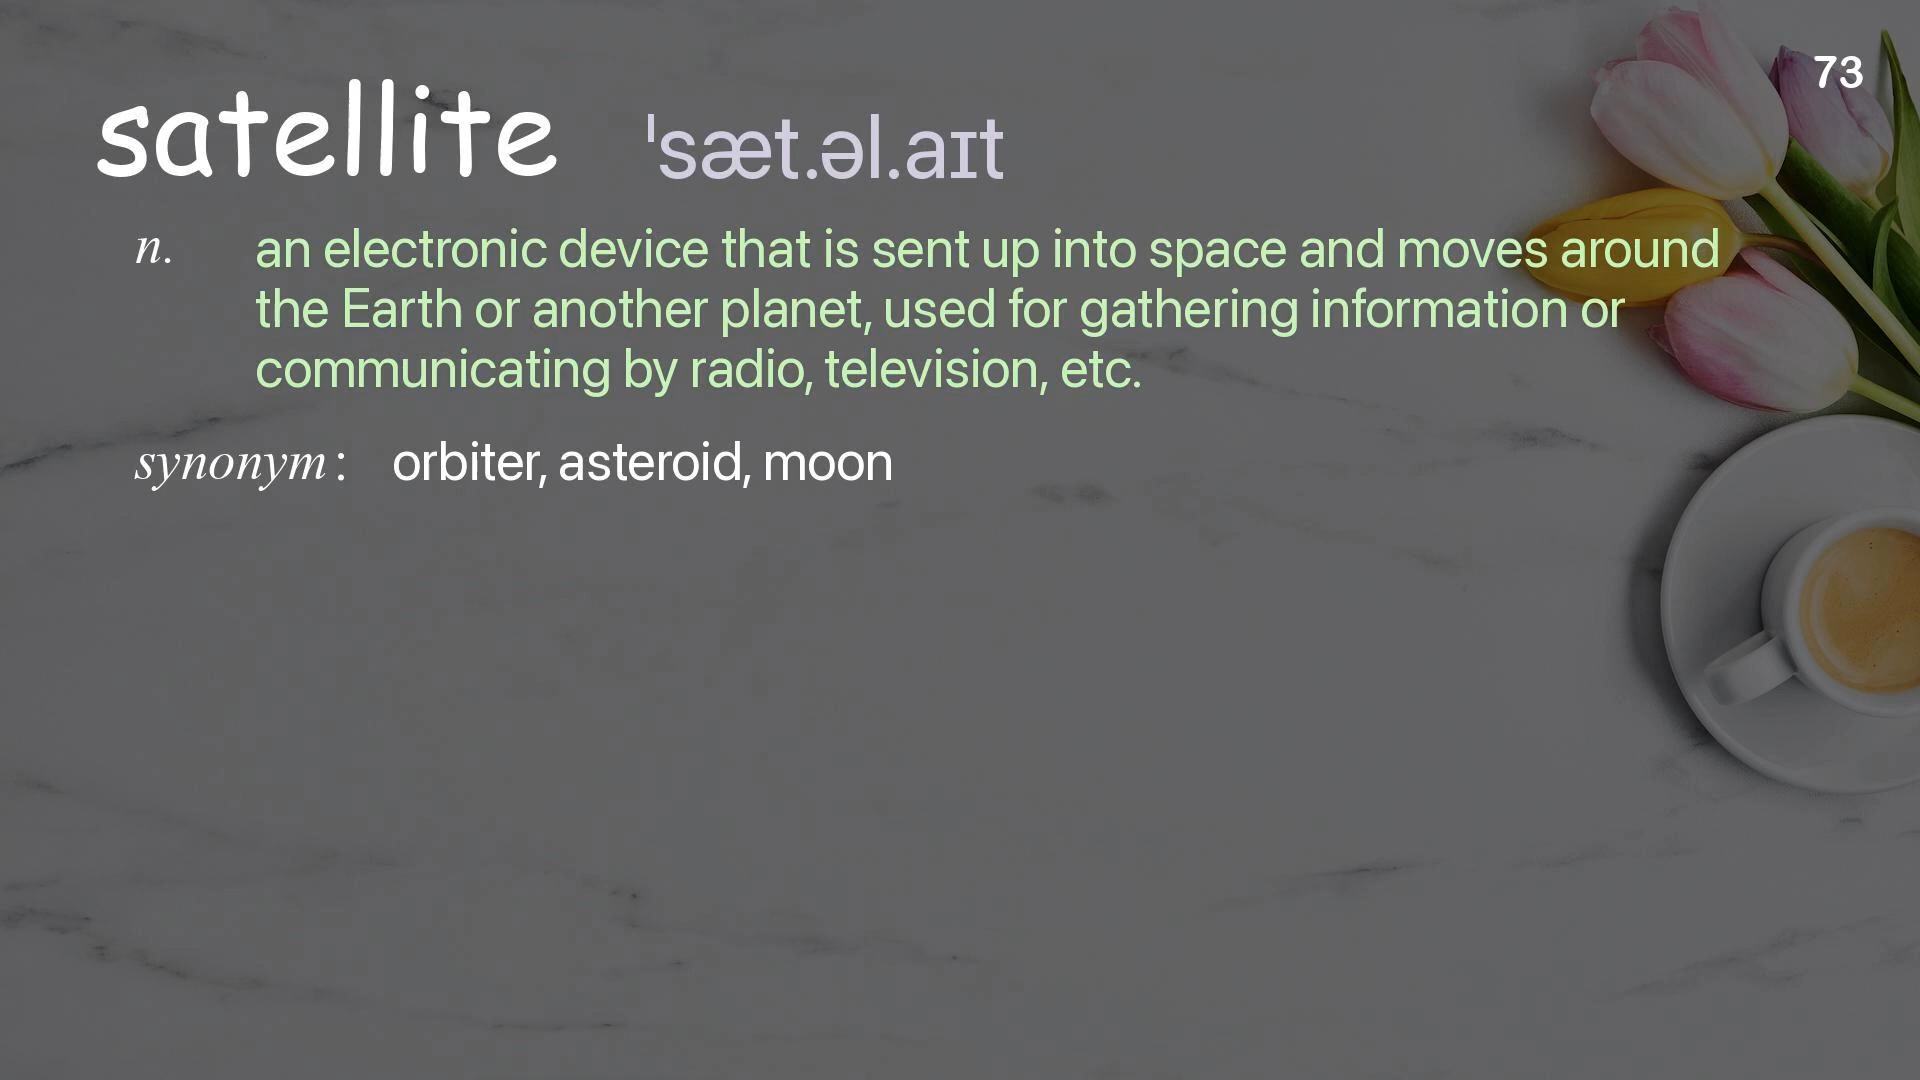 73
satellite ˈsæt.əl.aɪt
n. an electronic device that is sent up into space and moves around
the Earth or another planet, used for gathering information or
communicating by radio, television, etc.
synonym : orbiter, asteroid, moon